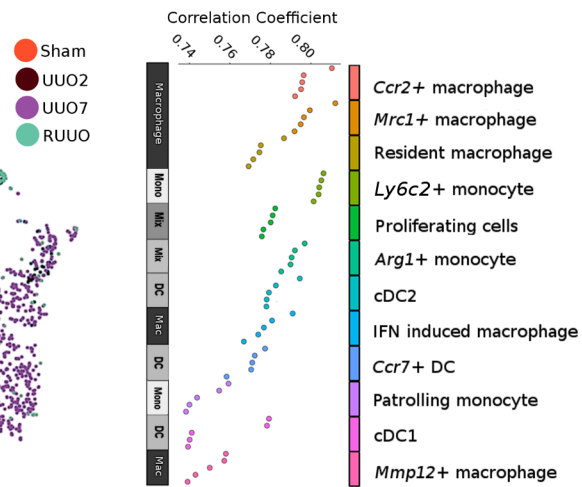 Correlation Coefficient
0.74 0.76 0.78 0.80
Sham
UUO2
UUO7
RUUO
Macrophage
Mono
Mix
Mix
DC
Mac
DC
Mono
DC
Mac
Ccr2+ macrophage
Mrc1+ macrophage
Resident macrophage
Ly6c2+ monocyte
Proliferating cells
Arg1+ monocyte
cDC2
IFN induced macrophage
Ccr7+ DC
Patrolling monocyte
cDC1
Mmp12+ macrophage